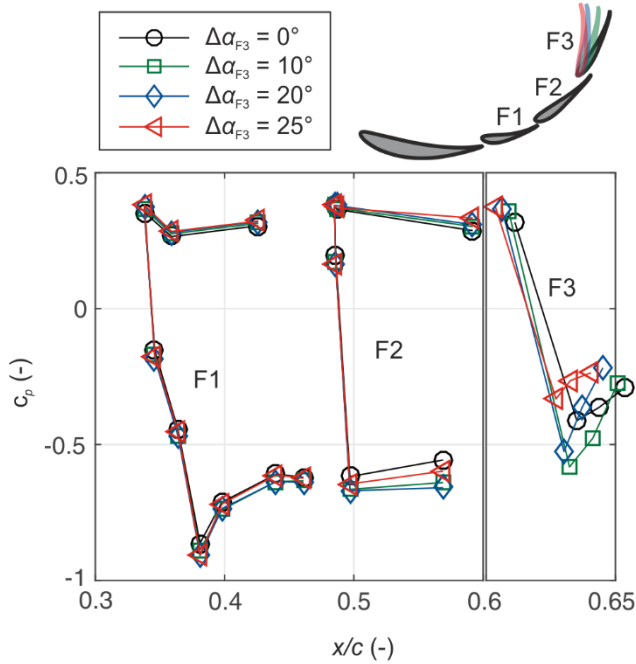 Δα_F3 = 0°
Δα_F3 = 10°
Δα_F3 = 20°
Δα_F3 = 25°
F3
F2
F1
0.5
0
-0.5
-1
c_p (-)
F1
F2
F3
0.3
0.4
0.5
0.6
0.65
x/c (-)